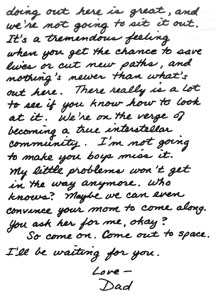 doing out here is great, and
we're not going to sit it out.
It's a tremendous feeling
when you get the chance to save
lives or cut new paths, and
nothing's newer than what's
out here. There really is a lot
to see if you know how to look
at it. We're on the verge of
becoming a true interstellar
community. I'm not going
to make you boys miss it.
My little problems won't get
in the way anymore. Who
knows? Maybe we can even
convince your mom to come along.
You ask her for me, okay?
So come on. Come out to space.
I'll be waiting for you.
Love—
Dad